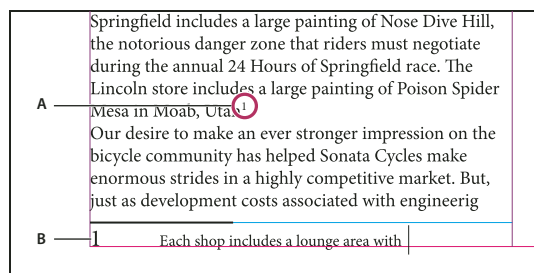 Springfield includes a large painting of Nose Dive Hill,
the notorious danger zone that riders must negotiate
during the annual 24 Hours of Springfield race. The
Lincoln store includes a large painting of Poison Spider
A
Mesa in Moab, Utah1
Our desire to make an ever stronger impression on the
bicycle community has helped Sonata Cycles make
enormous strides in a highly competitive market. But,
just as development costs associated with engineerig
B
1 Each shop includes a lounge area with